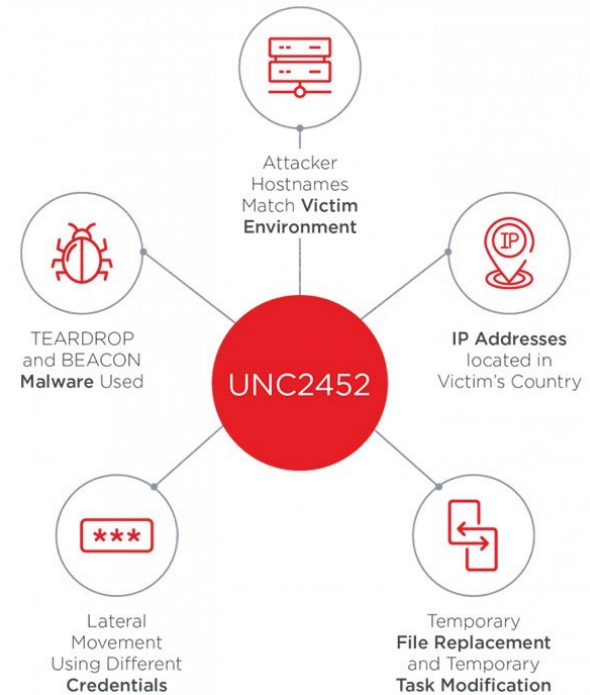 Attacker
Hostnames
Match Victim
Environment
TEARDROP
and BEACON
Malware Used
IP
IP Addresses
located in
Victim's Country
UNC2452
***
Lateral
Movement
Using Different
Credentials
Temporary
File Replacement
and Temporary
Task Modification